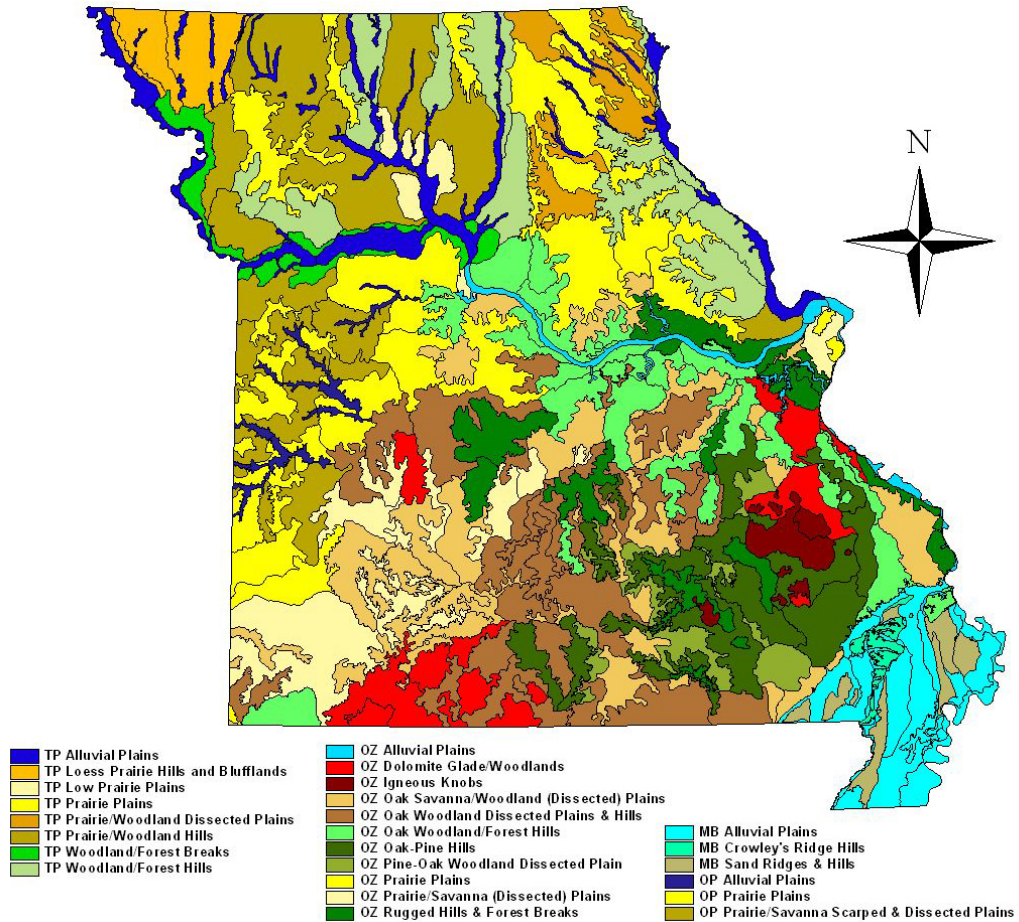 N
TP Alluvial Plains
TP Loess Prairie Hills and Blufflands
TP Low Prairie Plains
TP Prairie Plains
TP Prairie/Woodland Dissected Plains
TP Prairie/Woodland Hills
TP Woodland/Forest Breaks
TP Woodland/Forest Hills
OZ Alluvial Plains
OZ Dolomite Glade/Woodlands
OZ Igneous Knobs
OZ Oak Savanna/Woodland (Dissected) Plains
OZ Oak Woodland Dissected Plains & Hills
OZ Oak Woodland/Forest Hills
OZ Oak-Pine Hills
OZ Pine-Oak Woodland Dissected Plain
OZ Prairie Plains
OZ Prairie/Savanna (Dissected) Plains
OZ Rugged Hills & Forest Breaks
MB Alluvial Plains
MB Crowley's Ridge Hills
MB Sand Ridges & Hills
OP Alluvial Plains
OP Prairie Plains
OP Prairie/Savanna Scarped & Dissected Plains